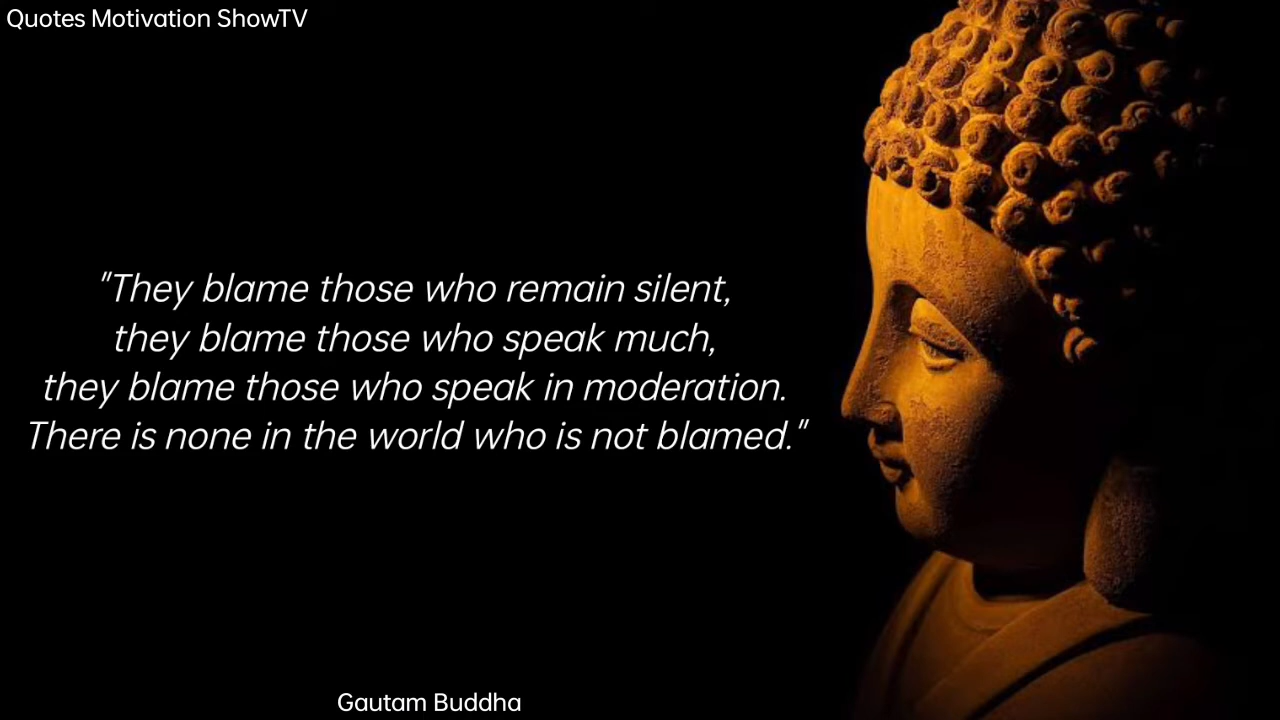 Quotes Motivation ShowTV
"They blame those who remain silent,
they blame those who speak much,
they blame those who speak in moderation.
There is none in the world who is not blamed."
Gautam Buddha